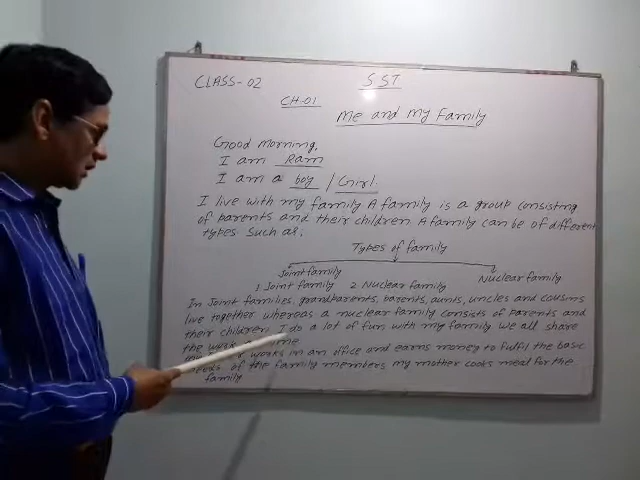 CLASS-02
SST
CH-01
Me and My Family
Good morning,
I am Ram
I am a boy / Girl.
I live with my family A family is a group consisting
of parents and their children A family can be of different
types such as.
Types of family
Joint family
Nuclear family
1. Joint family 2 Nuclear family
In Joint families, grandparents, parents, aunts, uncles and cousins
live together whereas a nuclear family consists of Parents and
their children I do a lot of fun with my family we all share
the work
works in an office and earns money to fulfil the basic
needs of the family members my mother cooks meal for the
family